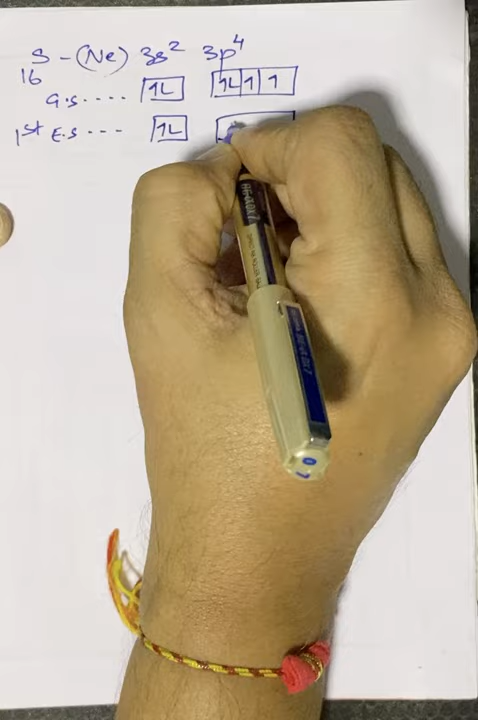 S - (Ne) 3s² 3p⁴
16
G.S.... 1L 1L 1 1
1st E.S... 1L